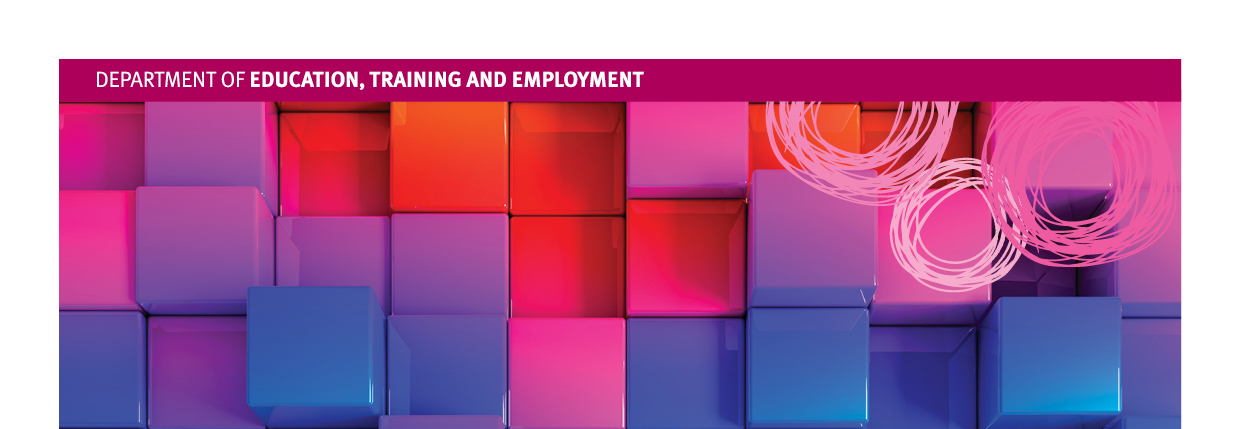 DEPARTMENT OF EDUCATION, TRAINING AND EMPLOYMENT